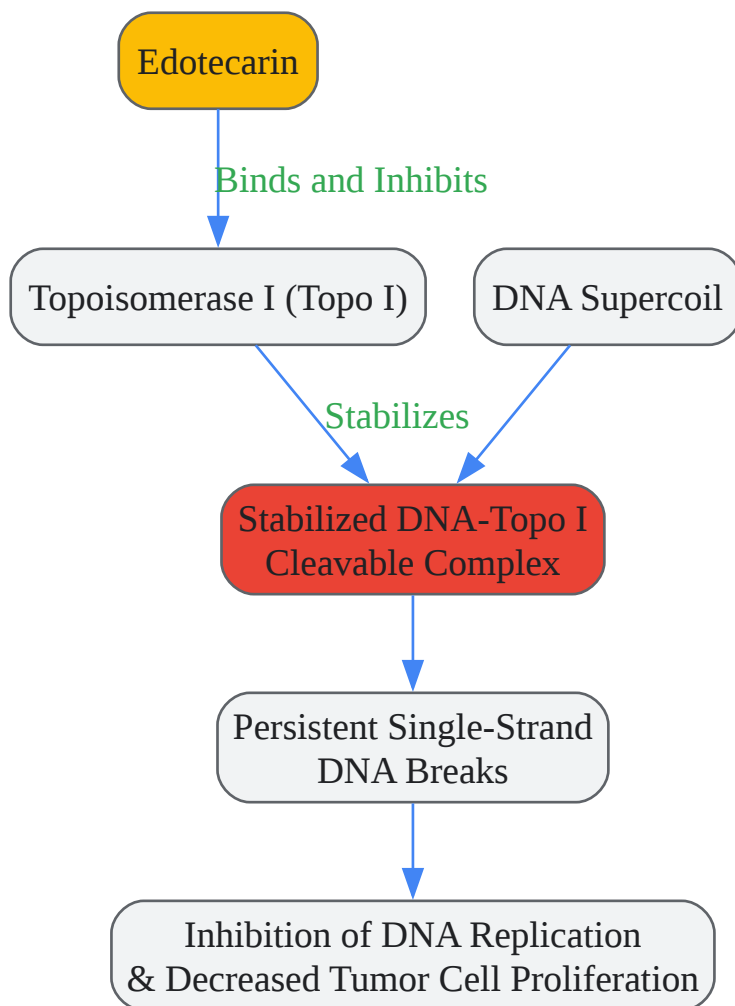 Edotecarin
Binds and Inhibits
Topoisomerase I (Topo I)
DNA Supercoil
Stabilizes
Stabilized DNA-Topo I
Cleavable Complex
Persistent Single-Strand
DNA Breaks
Inhibition of DNA Replication
& Decreased Tumor Cell Proliferation